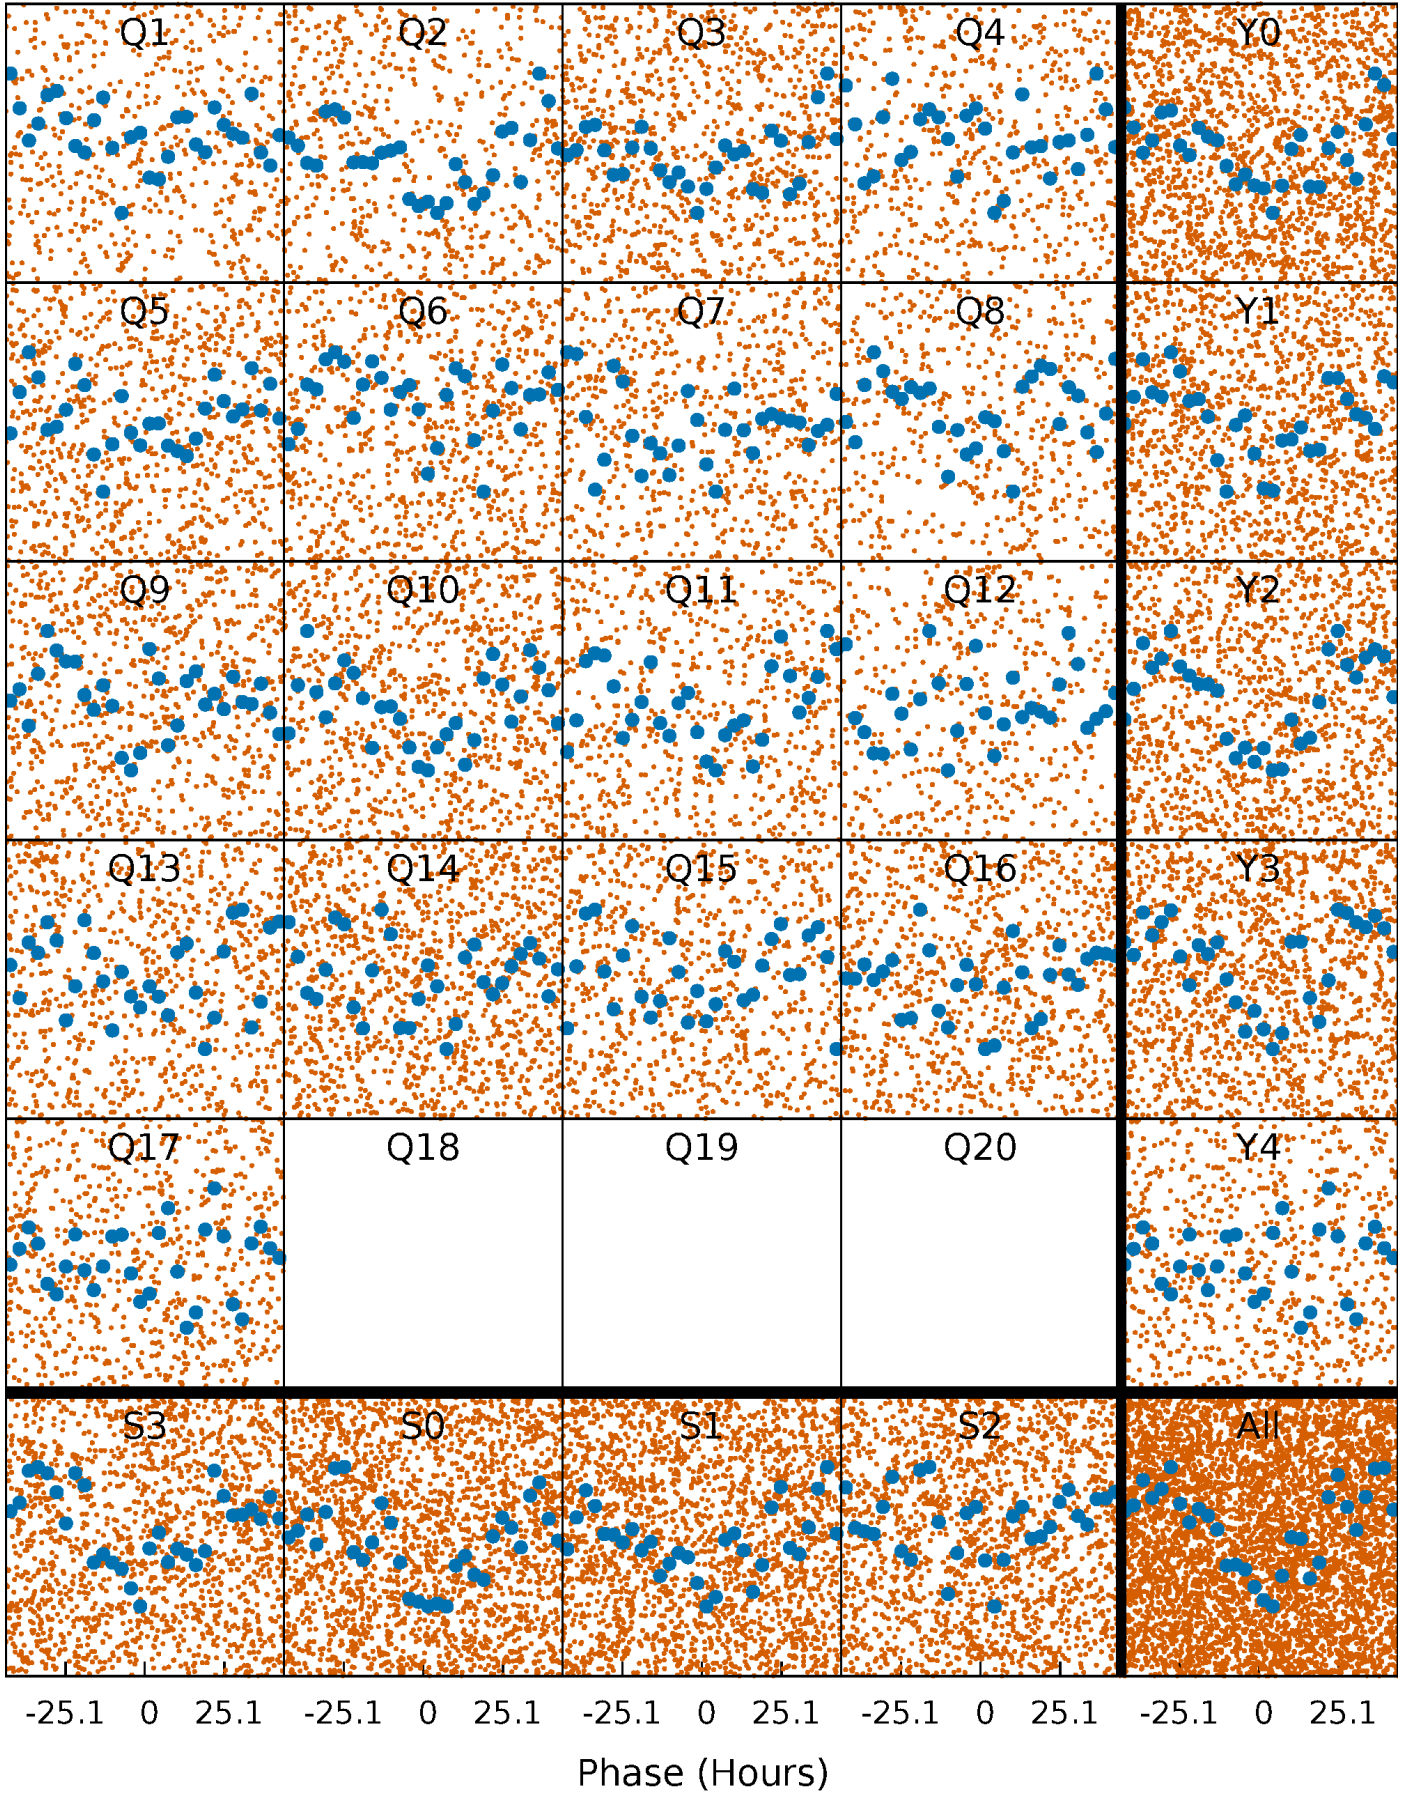 Q1 Q2 Q3 Q4 Y0
Q5 Q6 Q7 Q8 Y1
Q9 Q10 Q11 Q12 Y2
Q13 Q14 Q15 Q16 Y3
Q17 Q18 Q19 Q20 Y4
S3 S0 S1 S2 All
-25.1 0 25.1 -25.1 0 25.1 -25.1 0 25.1 -25.1 0 25.1 -25.1 0 25.1
Phase (Hours)